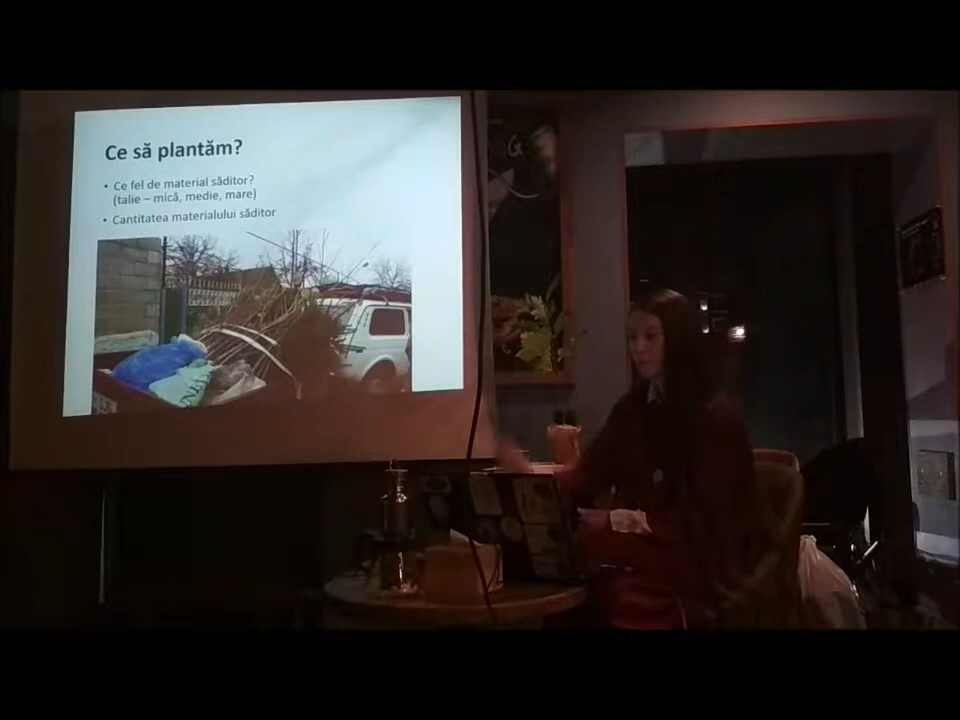 Ce să plantăm?
• Ce fel de material săditor?
(talie – mică, medie, mare)
• Cantitatea materialului săditor